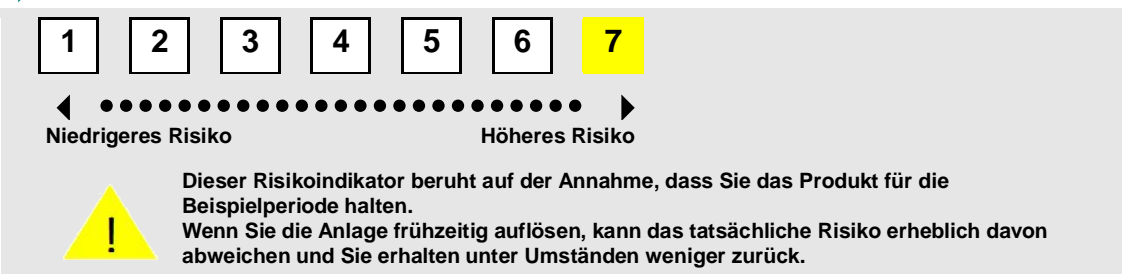 1 2 3 4 5 6 7
Niedrigeres Risiko Höheres Risiko
Dieser Risikoindikator beruht auf der Annahme, dass Sie das Produkt für die
Beispielperiode halten.
!
Wenn Sie die Anlage frühzeitig auflösen, kann das tatsächliche Risiko erheblich davon
abweichen und Sie erhalten unter Umständen weniger zurück.